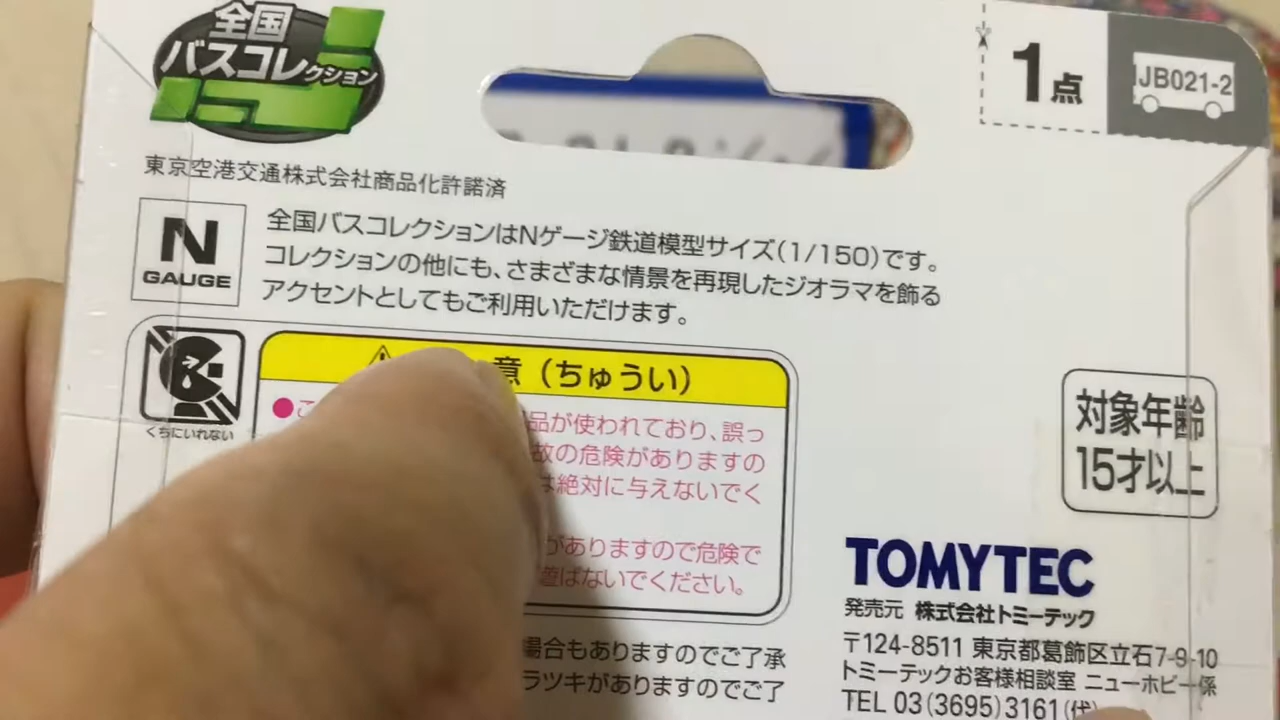 全国
バスコレクション
1点
JB021-2
東京空港交通株式会社商品化許諾済
N
GAUGE
全国バスコレクションはNゲージ鉄道模型サイズ(1/150)です。
コレクションの他にも、さまざまな情景を再現したジオラマを飾る
アクセントとしてもご利用いただけます。
くちにいれない
意(ちゅうい)
●こ
品が使われており、誤っ
故の危険がありますの
は絶対に与えないでく
がありますので危険で
遊ばないでください。
対象年齢
15才以上
場合もありますのでご了承
ラツキがありますのでご了
TOMYTEC
発売元 株式会社トミーテック
〒124-8511 東京都葛飾区立石7-9-10
トミーテックお客様相談室 ニューホビー係
TEL 03(3695)3161(代)